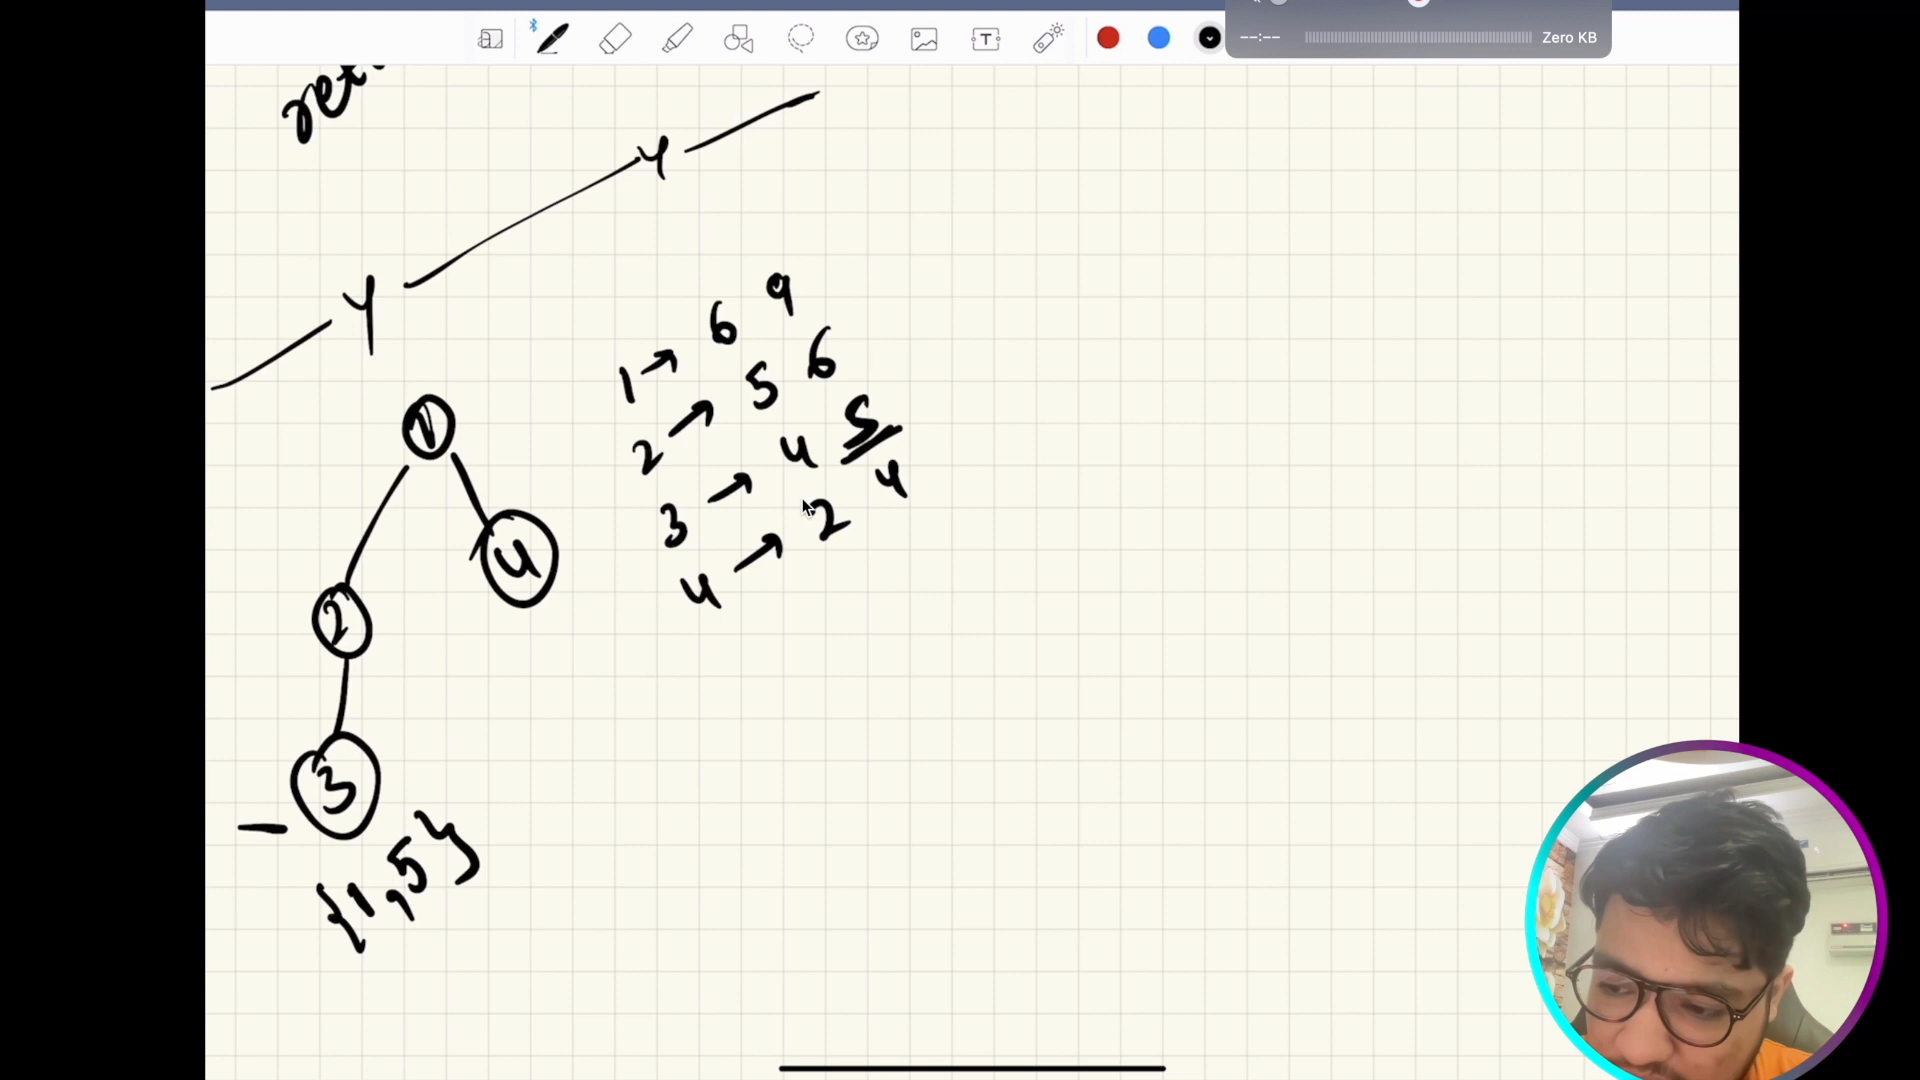 --:-- Zero KB
T
ret
y
y
1 → 6 9
2 → 5 6
3 → 4 5
4 → 2 4
1
4
2
3
{1,5}